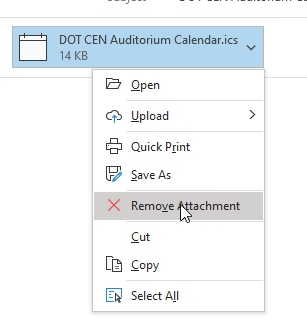 DOT CEN Auditorium Calendar.ics
14 KB
Open
Upload
Quick Print
Save As
Remove Attachment
Cut
Copy
Select All